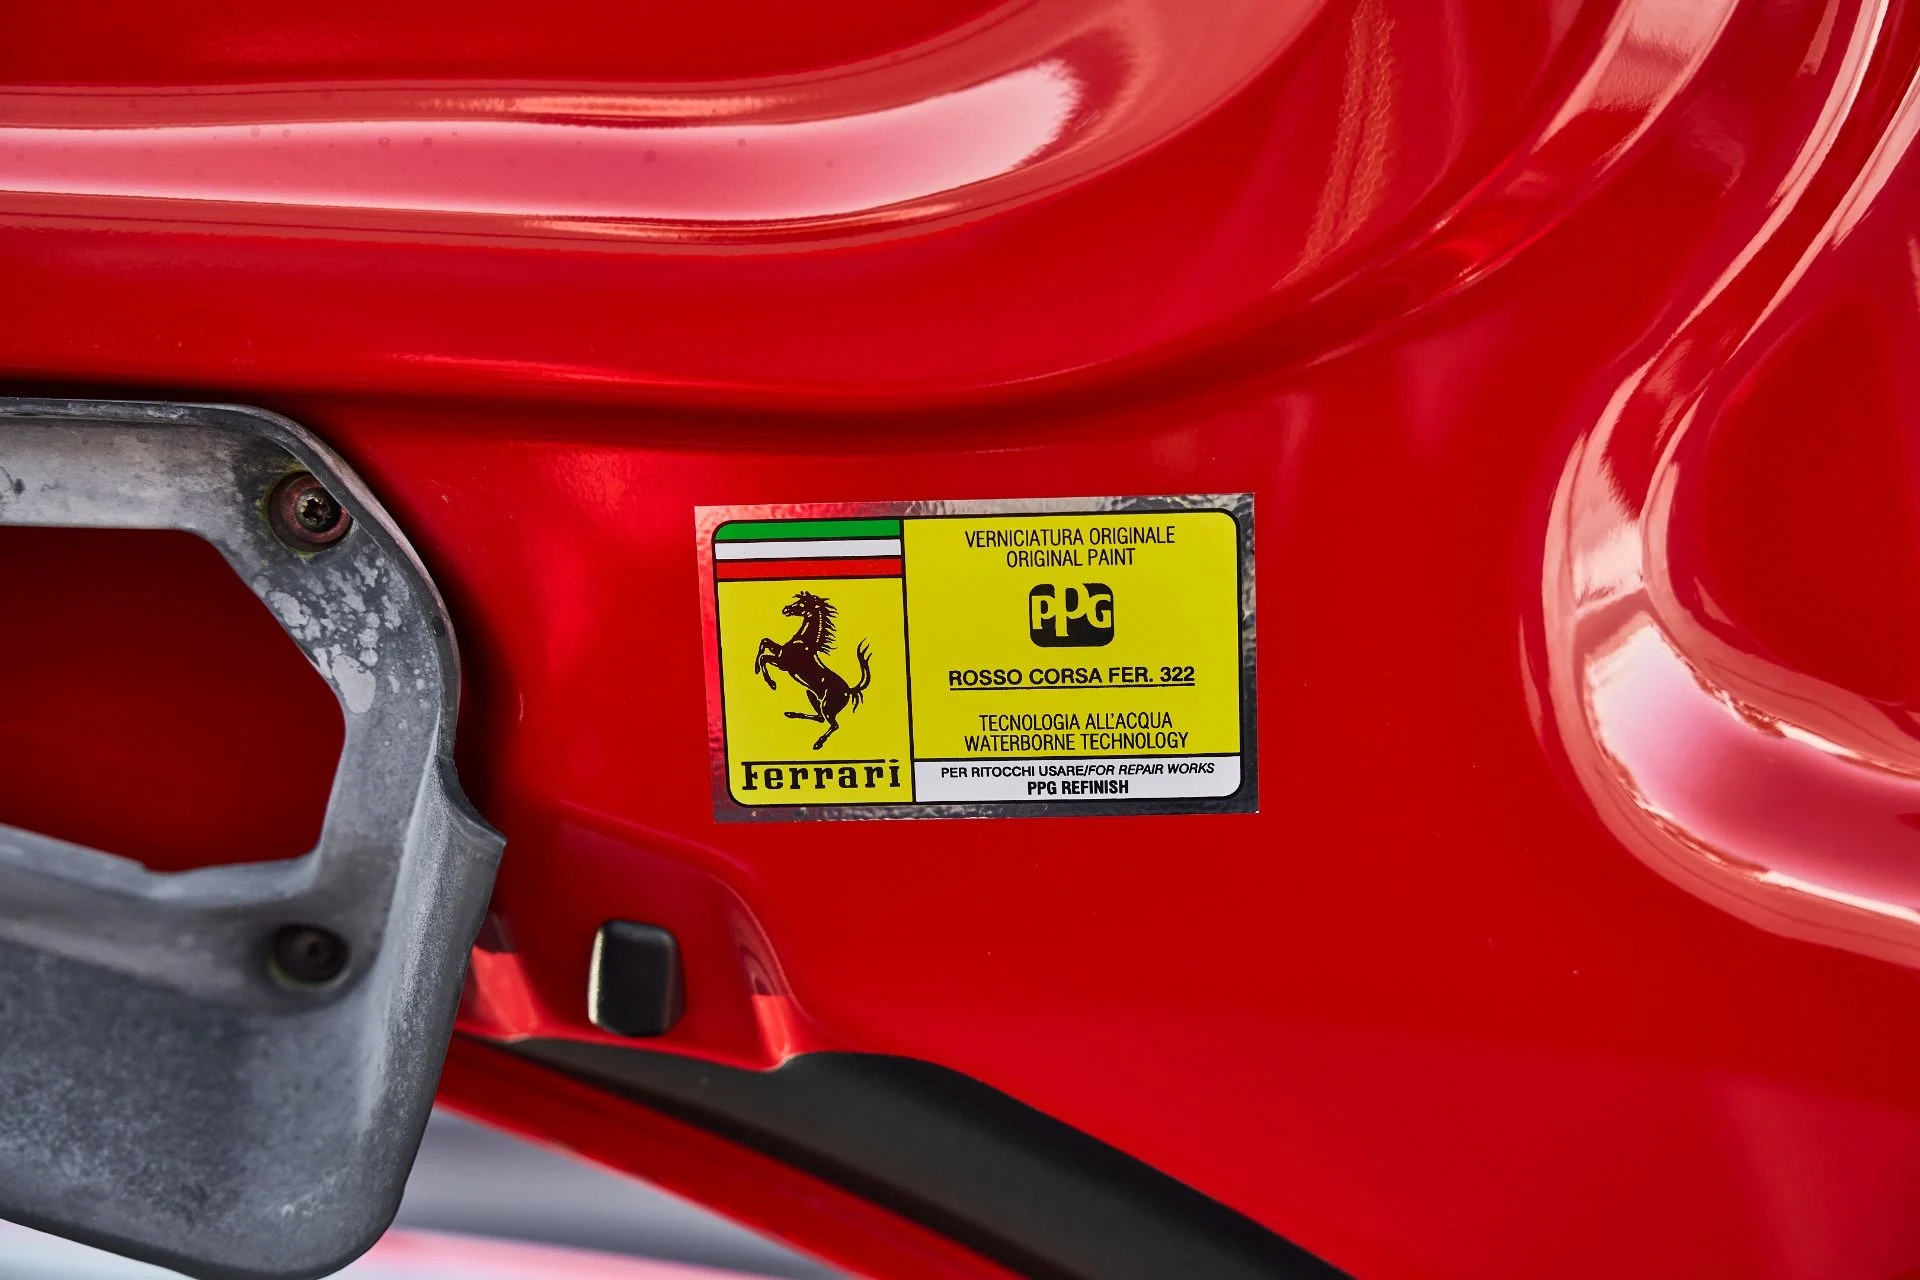 Ferrari
VERNICIATURA ORIGINALE
ORIGINAL PAINT
PPG
ROSSO CORSA FER. 322
TECNOLOGIA ALL'ACQUA
WATERBORNE TECHNOLOGY
PER RITOCCHI USARE/FOR REPAIR WORKS
PPG REFINISH